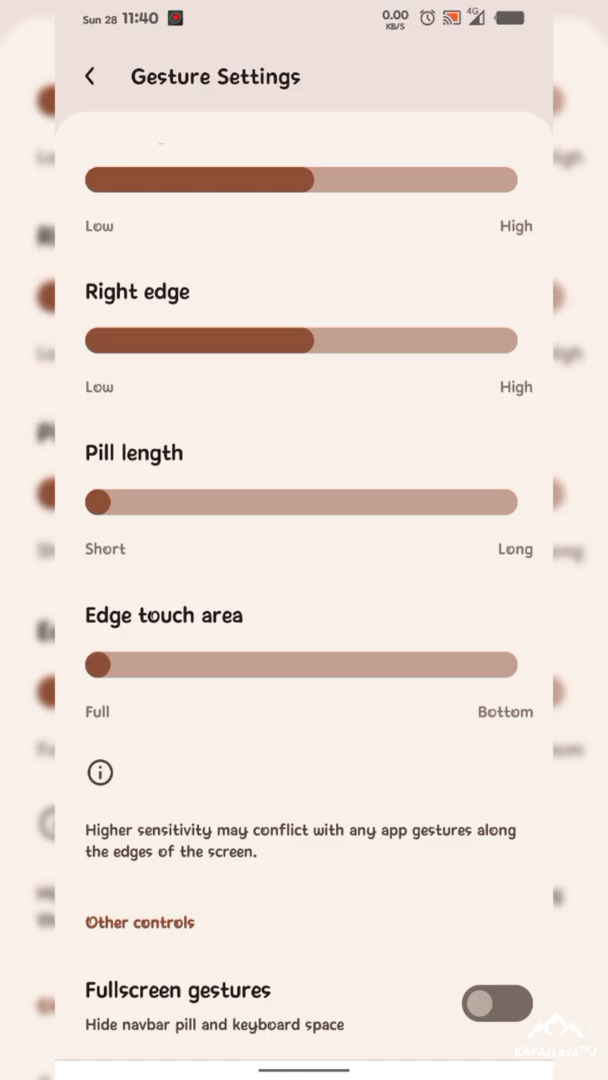 Sun 28 11:40
0.00
KB/S
4G
Gesture Settings
Low High
Right edge
Low High
Pill length
Short Long
Edge touch area
Full Bottom
Higher sensitivity may conflict with any app gestures along
the edges of the screen.
Other controls
Fullscreen gestures
Hide navbar pill and keyboard space